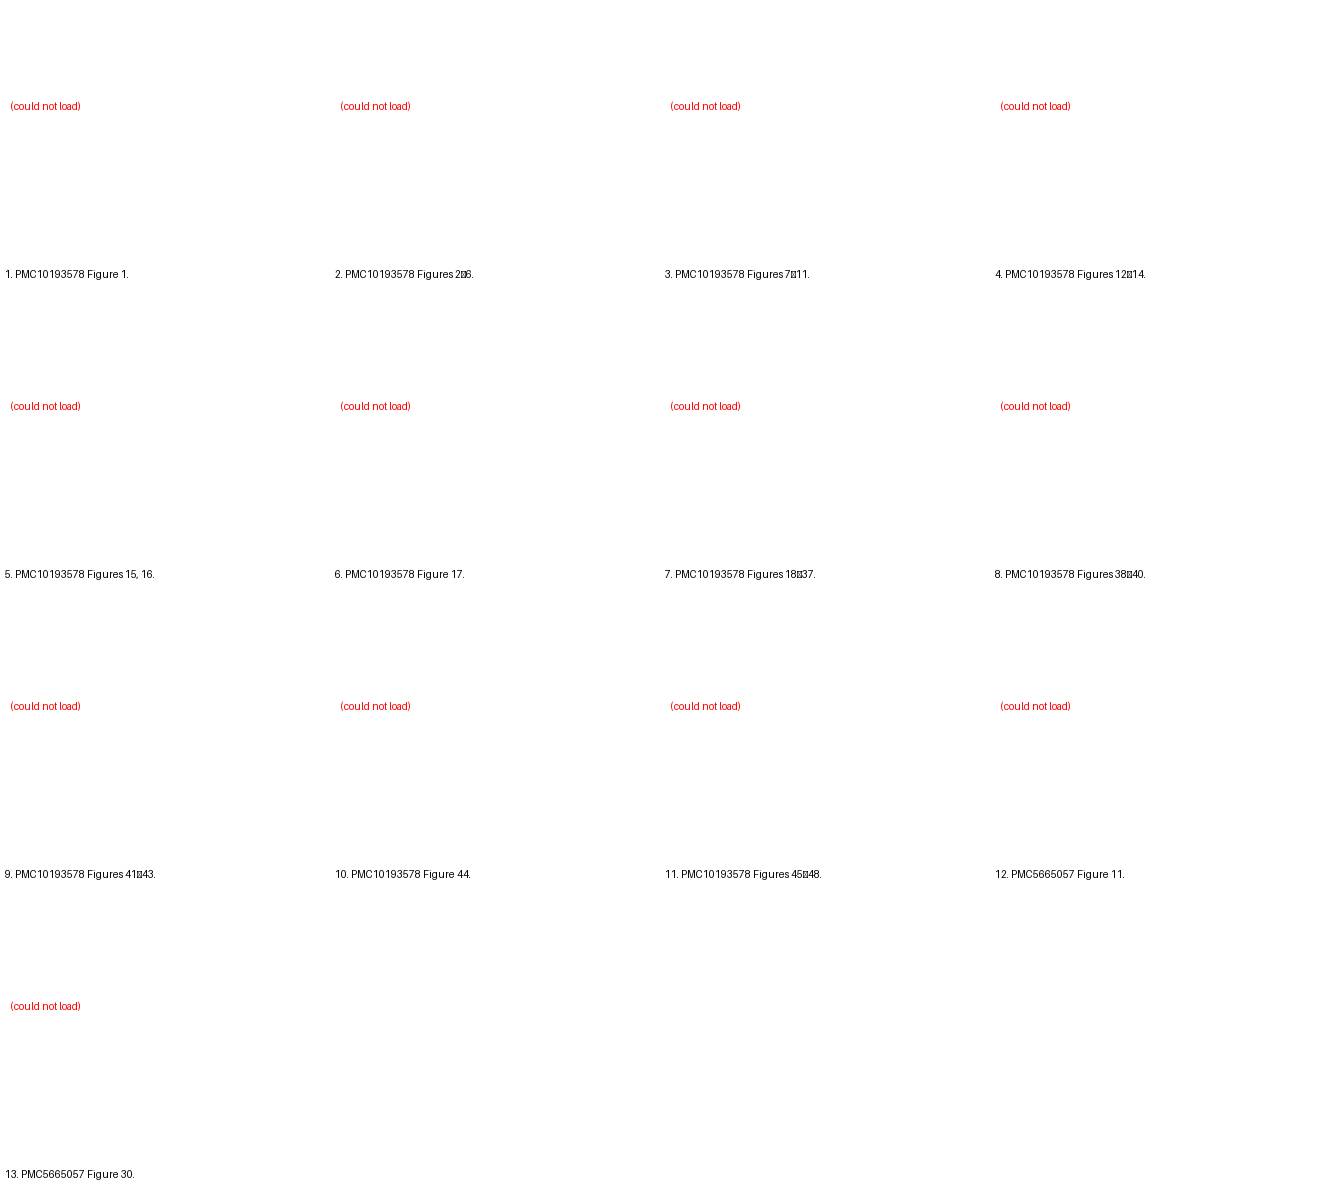 (could not load) (could not load) (could not load) (could not load)
1. PMC10193578 Figure 1. 2. PMC10193578 Figures 2�6. 3. PMC10193578 Figures 7�11. 4. PMC10193578 Figures 12�14.
(could not load) (could not load) (could not load) (could not load)
5. PMC10193578 Figures 15, 16. 6. PMC10193578 Figure 17. 7. PMC10193578 Figures 18�37. 8. PMC10193578 Figures 38�40.
(could not load) (could not load) (could not load) (could not load)
9. PMC10193578 Figures 41�43. 10. PMC10193578 Figure 44. 11. PMC10193578 Figures 45�48. 12. PMC5665057 Figure 11.
(could not load)
13. PMC5665057 Figure 30.